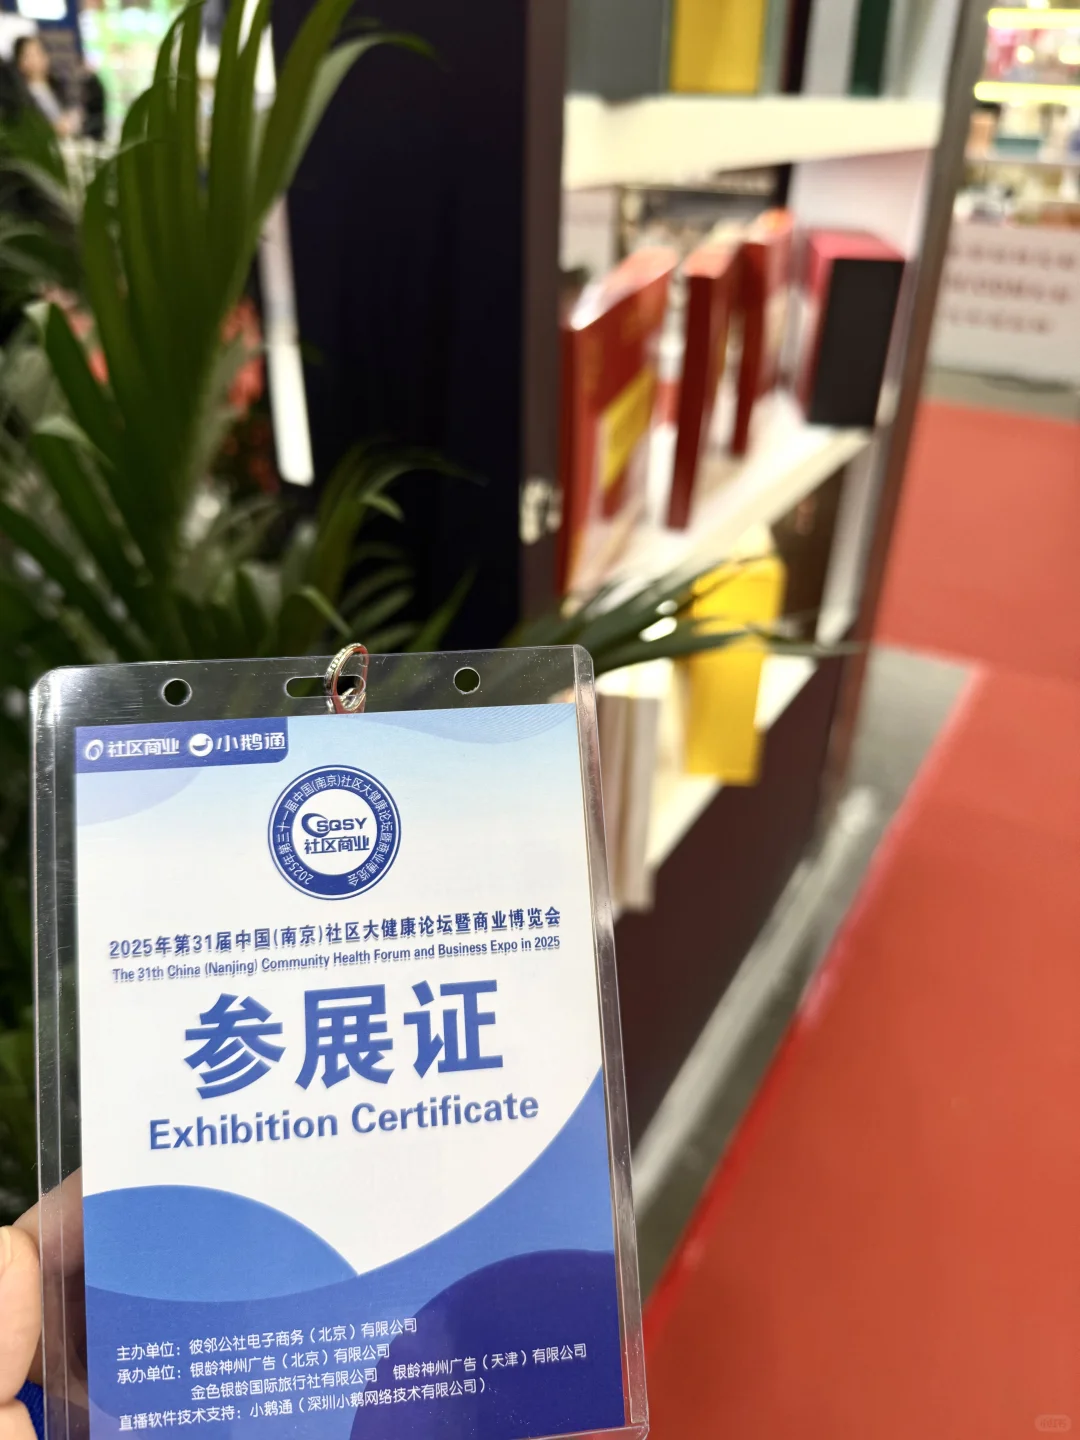 社区商业 小鹅通
2025年第三十一届中国(南京)社区大健康论坛暨商业博览会
SQSY
社区商业
2025年第31届中国(南京)社区大健康论坛暨商业博览会
The 31th China (Nanjing) Community Health Forum and Business Expo in 2025
参展证
Exhibition Certificate
主办单位：彼邻公社电子商务（北京）有限公司
承办单位：银龄神州广告（北京）有限公司
金色银龄国际旅行社有限公司 银龄神州广告（天津）有限公司
直播软件技术支持：小鹅通（深圳小鹅网络技术有限公司）
小红书